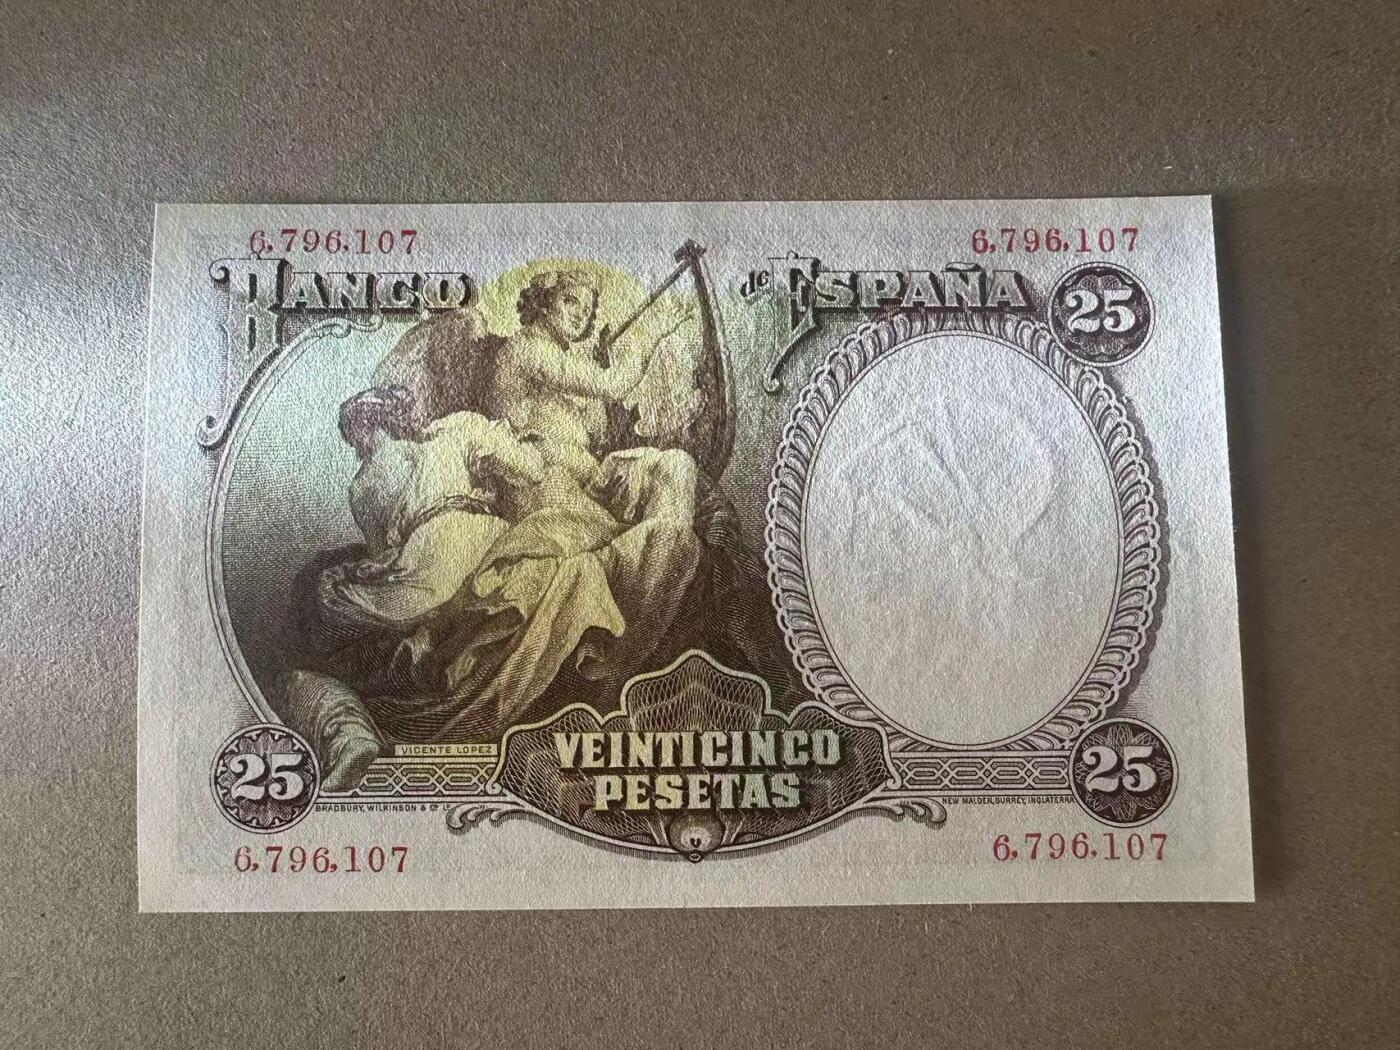 6,796,107
6,796,107
BANCO de ESPAÑA
25
VICENTE LOPEZ
VEINTICINCO
PESETAS
25
25
BRADBURY, WILKINSON & Cº Lº
NEW MALDEN, SURREY, INGLATERRA
6,796,107
6,796,107